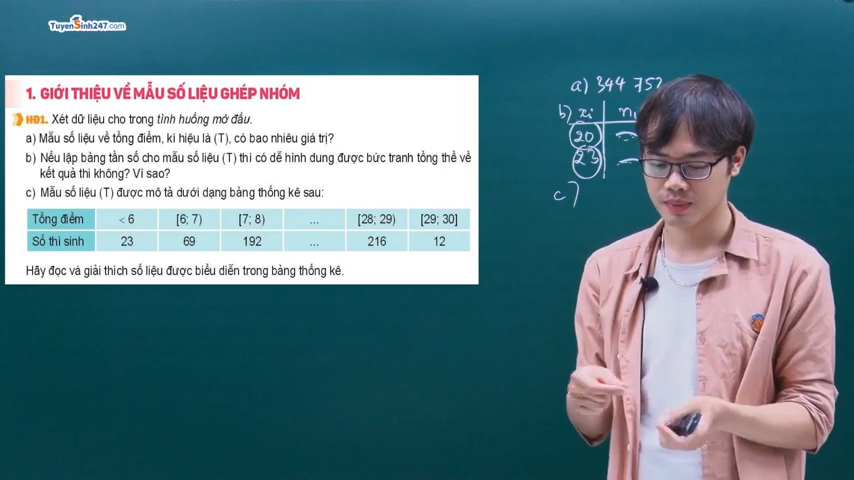 TuyenSinh247.com
1. GIỚI THIỆU VỀ MẪU SỐ LIỆU GHÉP NHÓM
HĐ1. Xét dữ liệu cho trong tình huống mở đầu.
a) Mẫu số liệu về tổng điểm, kí hiệu là (T), có bao nhiêu giá trị?
b) Nếu lập bảng tần số cho mẫu số liệu (T) thì có dễ hình dung được bức tranh tổng thể về
kết quả thi không? Vì sao?
c) Mẫu số liệu (T) được mô tả dưới dạng bảng thống kê sau:
Tổng điểm < 6 [6; 7) [7; 8) ... [28; 29) [29; 30]
Số thí sinh 23 69 192 ... 216 12
Hãy đọc và giải thích số liệu được biểu diễn trong bảng thống kê.
a) 344 752
b) xi
20
23
c)